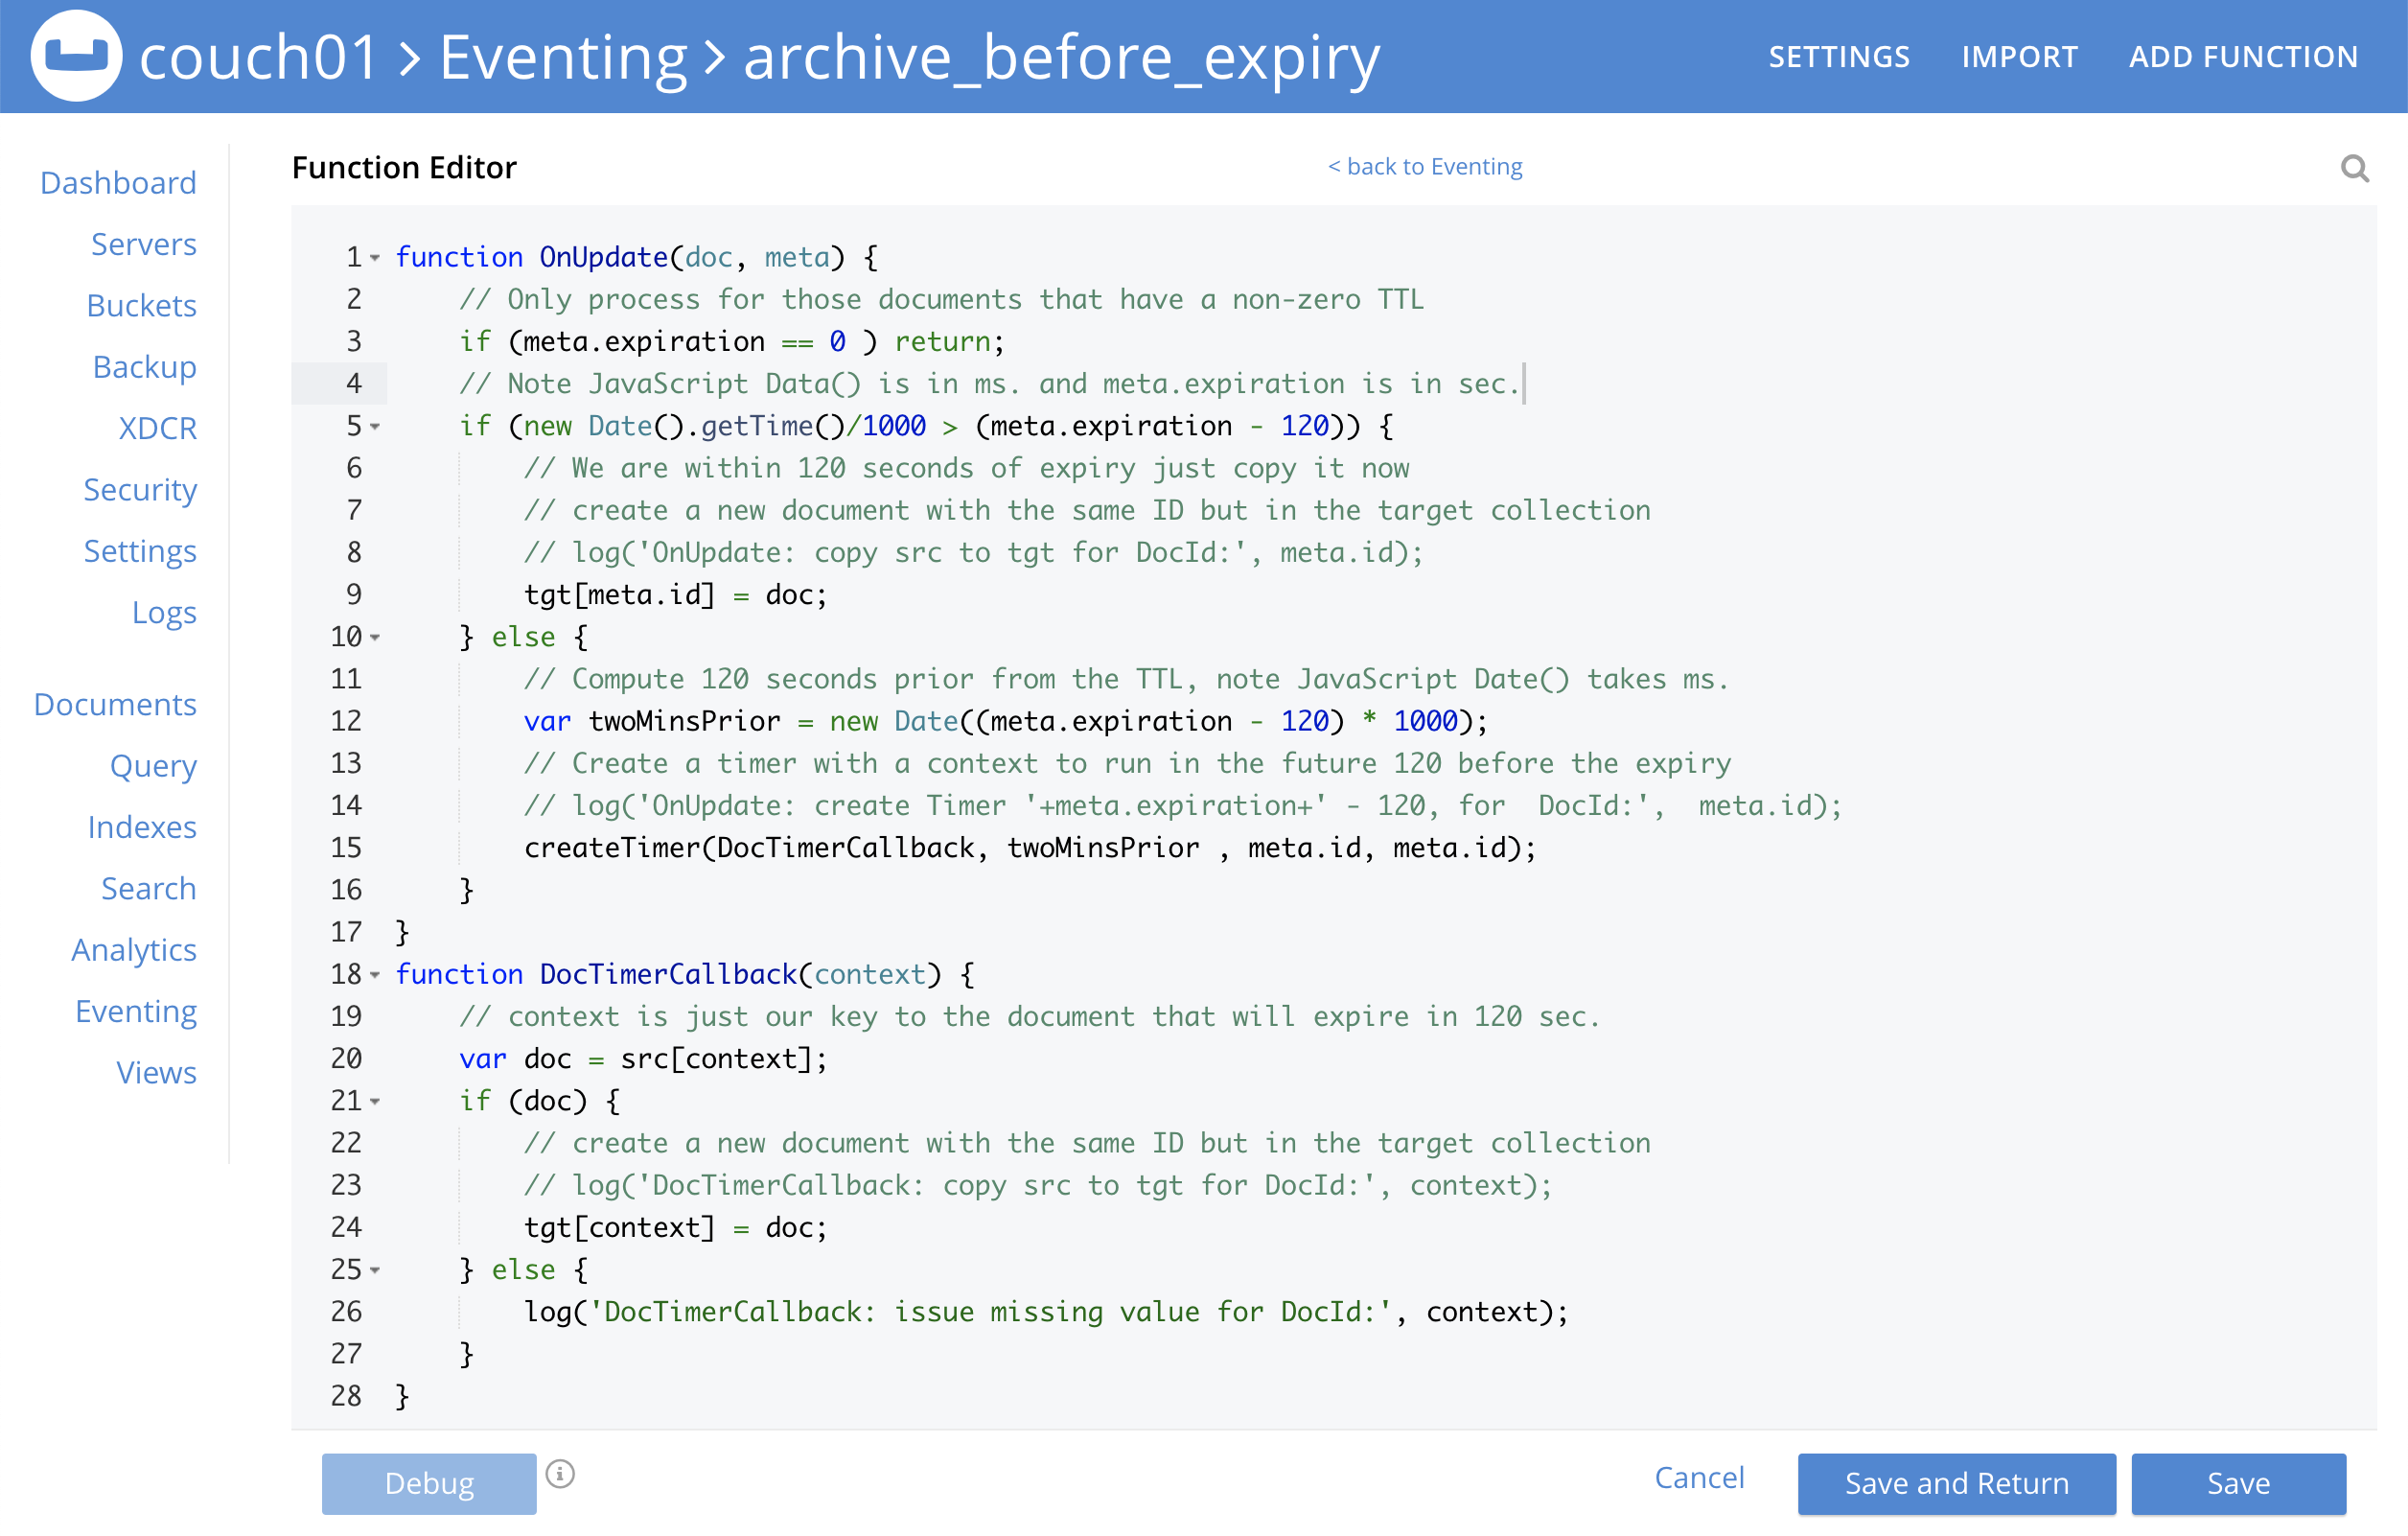 couch01 > Eventing > archive_before_expiry
SETTINGS IMPORT ADD FUNCTION
Dashboard
Servers
Buckets
Backup
XDCR
Security
Settings
Logs
Documents
Query
Indexes
Search
Analytics
Eventing
Views
Function Editor
< back to Eventing
1 function OnUpdate(doc, meta) {
2     // Only process for those documents that have a non-zero TTL
3     if (meta.expiration == 0 ) return;
4     // Note JavaScript Data() is in ms. and meta.expiration is in sec.
5     if (new Date().getTime()/1000 > (meta.expiration - 120)) {
6         // We are within 120 seconds of expiry just copy it now
7         // create a new document with the same ID but in the target collection
8         // log('OnUpdate: copy src to tgt for DocId:', meta.id);
9         tgt[meta.id] = doc;
10     } else {
11         // Compute 120 seconds prior from the TTL, note JavaScript Date() takes ms.
12         var twoMinsPrior = new Date((meta.expiration - 120) * 1000);
13         // Create a timer with a context to run in the future 120 before the expiry
14         // log('OnUpdate: create Timer '+meta.expiration+' - 120, for  DocId:',  meta.id);
15         createTimer(DocTimerCallback, twoMinsPrior , meta.id, meta.id);
16     }
17 }
18 function DocTimerCallback(context) {
19     // context is just our key to the document that will expire in 120 sec.
20     var doc = src[context];
21     if (doc) {
22         // create a new document with the same ID but in the target collection
23         // log('DocTimerCallback: copy src to tgt for DocId:', context);
24         tgt[context] = doc;
25     } else {
26         log('DocTimerCallback: issue missing value for DocId:', context);
27     }
28 }
Debug
Cancel
Save and Return
Save